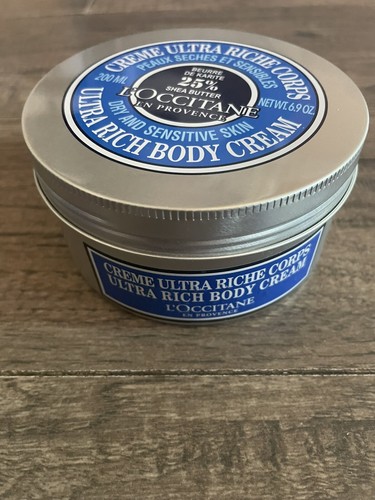 CREME ULTRA RICHE CORPS
PEAUX SECHES ET SENSIBLES
200 ML
BEURRE
DE KARITE
25%
SHEA BUTTER
NET WT. 6.9 OZ.
L'OCCITANE
EN PROVENCE
DRY AND SENSITIVE SKIN
ULTRA RICH BODY CREAM
CREME ULTRA RICHE CORPS
ULTRA RICH BODY CREAM
L'OCCITANE
EN PROVENCE